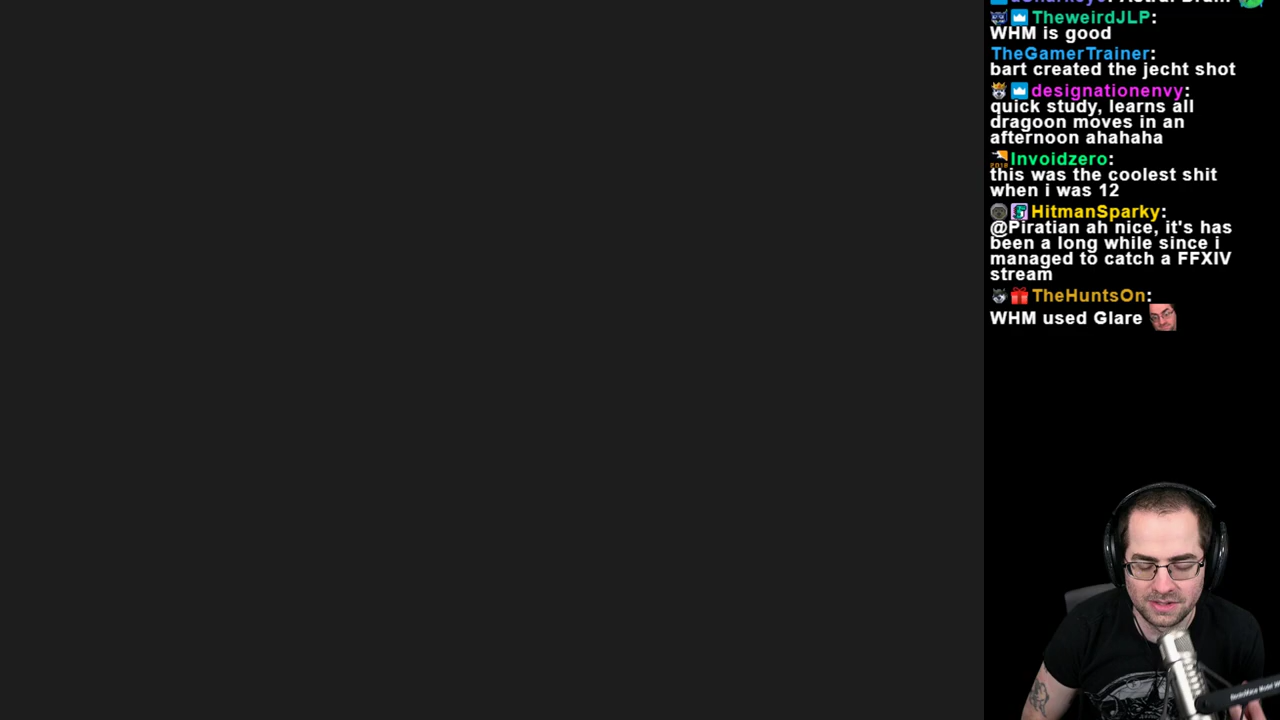 TheweirdJLP:
WHM is good
TheGamerTrainer:
bart created the jecht shot
designationenvy:
quick study, learns all
dragoon moves in an
afternoon ahahaha
Invoidzero:
this was the coolest shit
when i was 12
HitmanSparky:
@Piratian ah nice, it's has
been a long while since i
managed to catch a FFXIV
stream
TheHuntsOn:
WHM used Glare